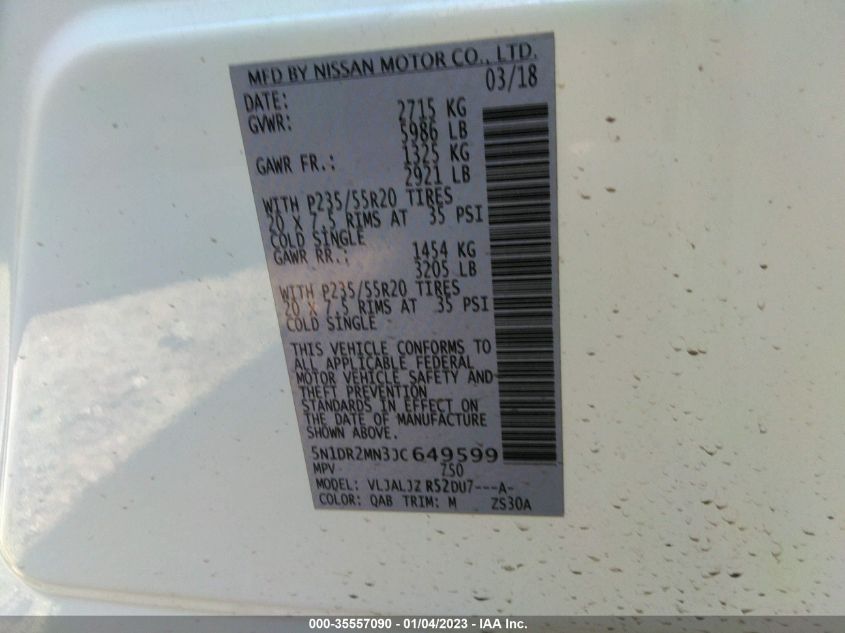 MFD BY NISSAN MOTOR CO., LTD.
DATE: 03/18
GVWR: 2715 KG
5986 LB
GAWR FR.: 1325 KG
2921 LB
WITH P235/55R20 TIRES
20 X 7.5 RIMS AT 35 PSI
COLD SINGLE
GAWR RR.: 1454 KG
3205 LB
WITH P235/55R20 TIRES
20 X 7.5 RIMS AT 35 PSI
COLD SINGLE
THIS VEHICLE CONFORMS TO
ALL APPLICABLE FEDERAL
MOTOR VEHICLE SAFETY AND
THEFT PREVENTION
STANDARDS IN EFFECT ON
THE DATE OF MANUFACTURE
SHOWN ABOVE.
5N1DR2MN3JC649599
MPV Z50
MODEL: VLJALJZ R52DU7---A-
COLOR: QAB TRIM: M ZS30A
000-35557090 - 01/04/2023 - IAA Inc.